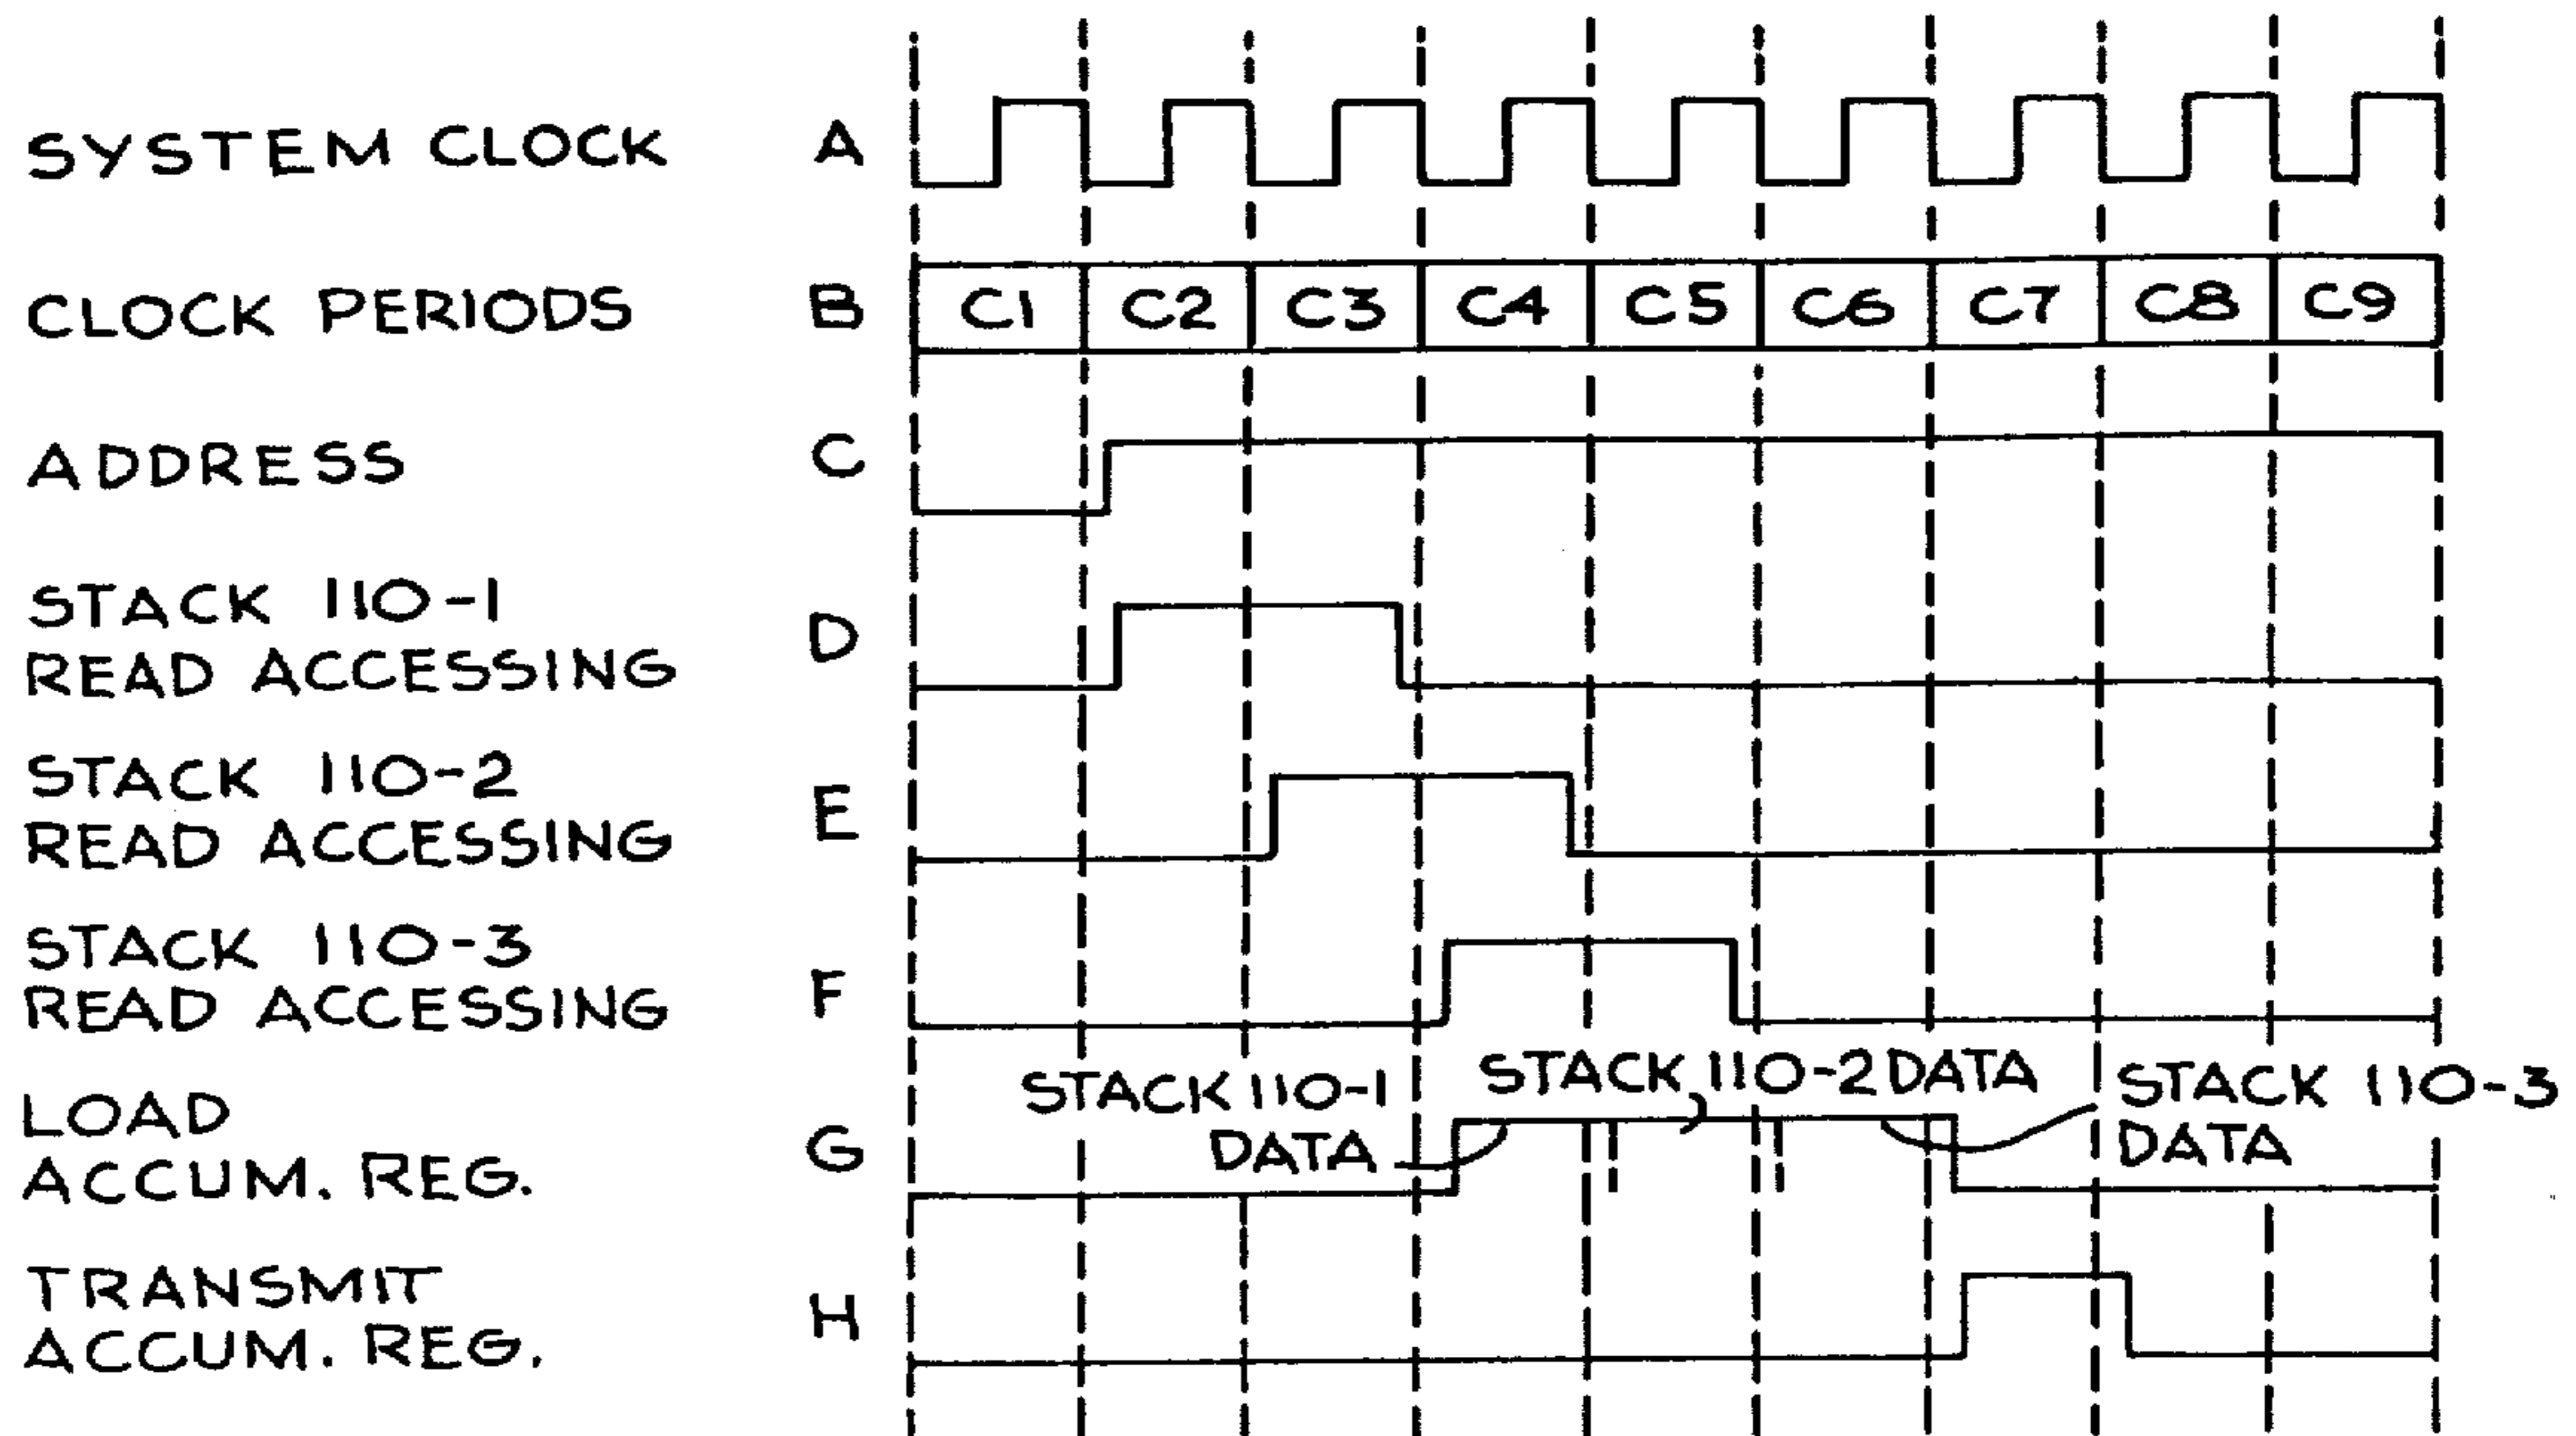 SYSTEM CLOCK A
CLOCK PERIODS B C1 C2 C3 C4 C5 C6 C7 C8 C9
ADDRESS C
STACK 110-1
READ ACCESSING D
STACK 110-2
READ ACCESSING E
STACK 110-3
READ ACCESSING F
LOAD
ACCUM. REG. G
STACK 110-1
DATA
STACK 110-2 DATA
STACK 110-3
DATA
TRANSMIT
ACCUM. REG. H